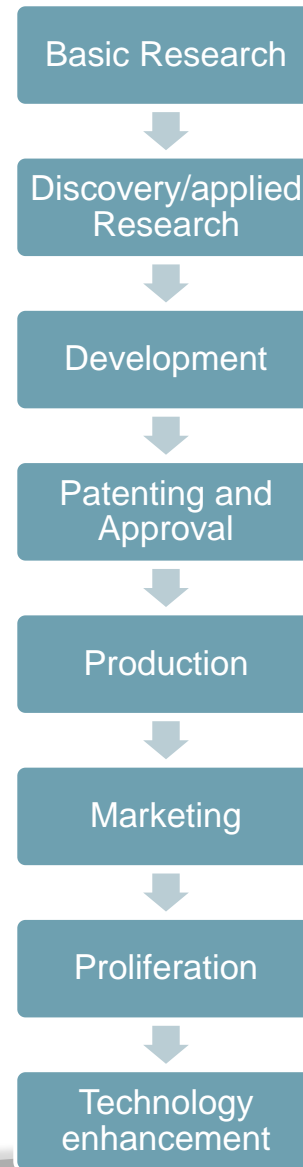 Basic Research
Discovery/applied
Research
Development
Patenting and
Approval
Production
Marketing
Proliferation
Technology
enhancement